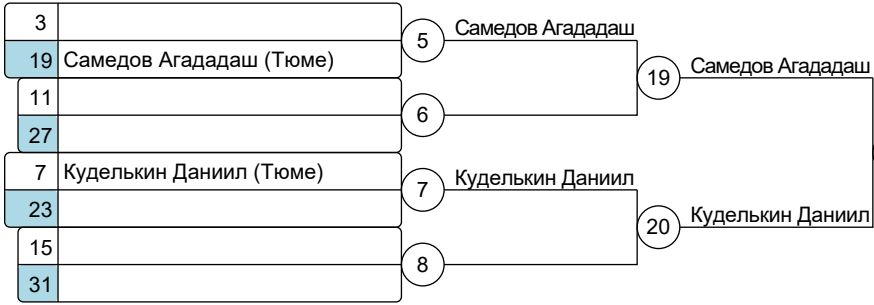 3
19 Самедов Агададаш (Тюме)
11
27
7 Куделькин Даниил (Тюме)
23
15
31
5 Самедов Агададаш
6
7 Куделькин Даниил
8
19 Самедов Агададаш
20 Куделькин Даниил